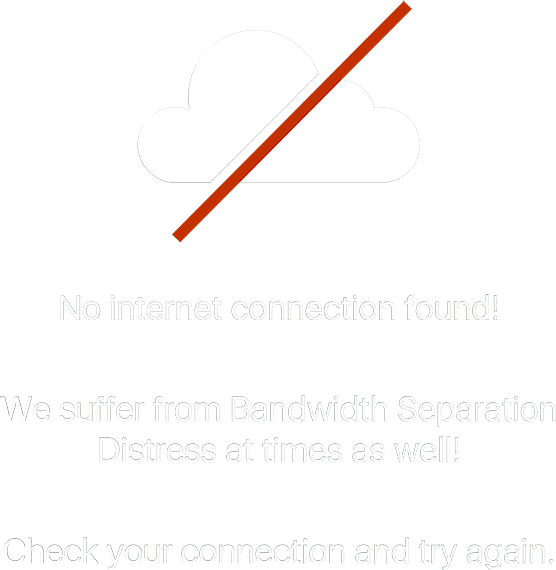 No internet connection found!
We suffer from Bandwidth Separation
Distress at times as well!
Check your connection and try again.